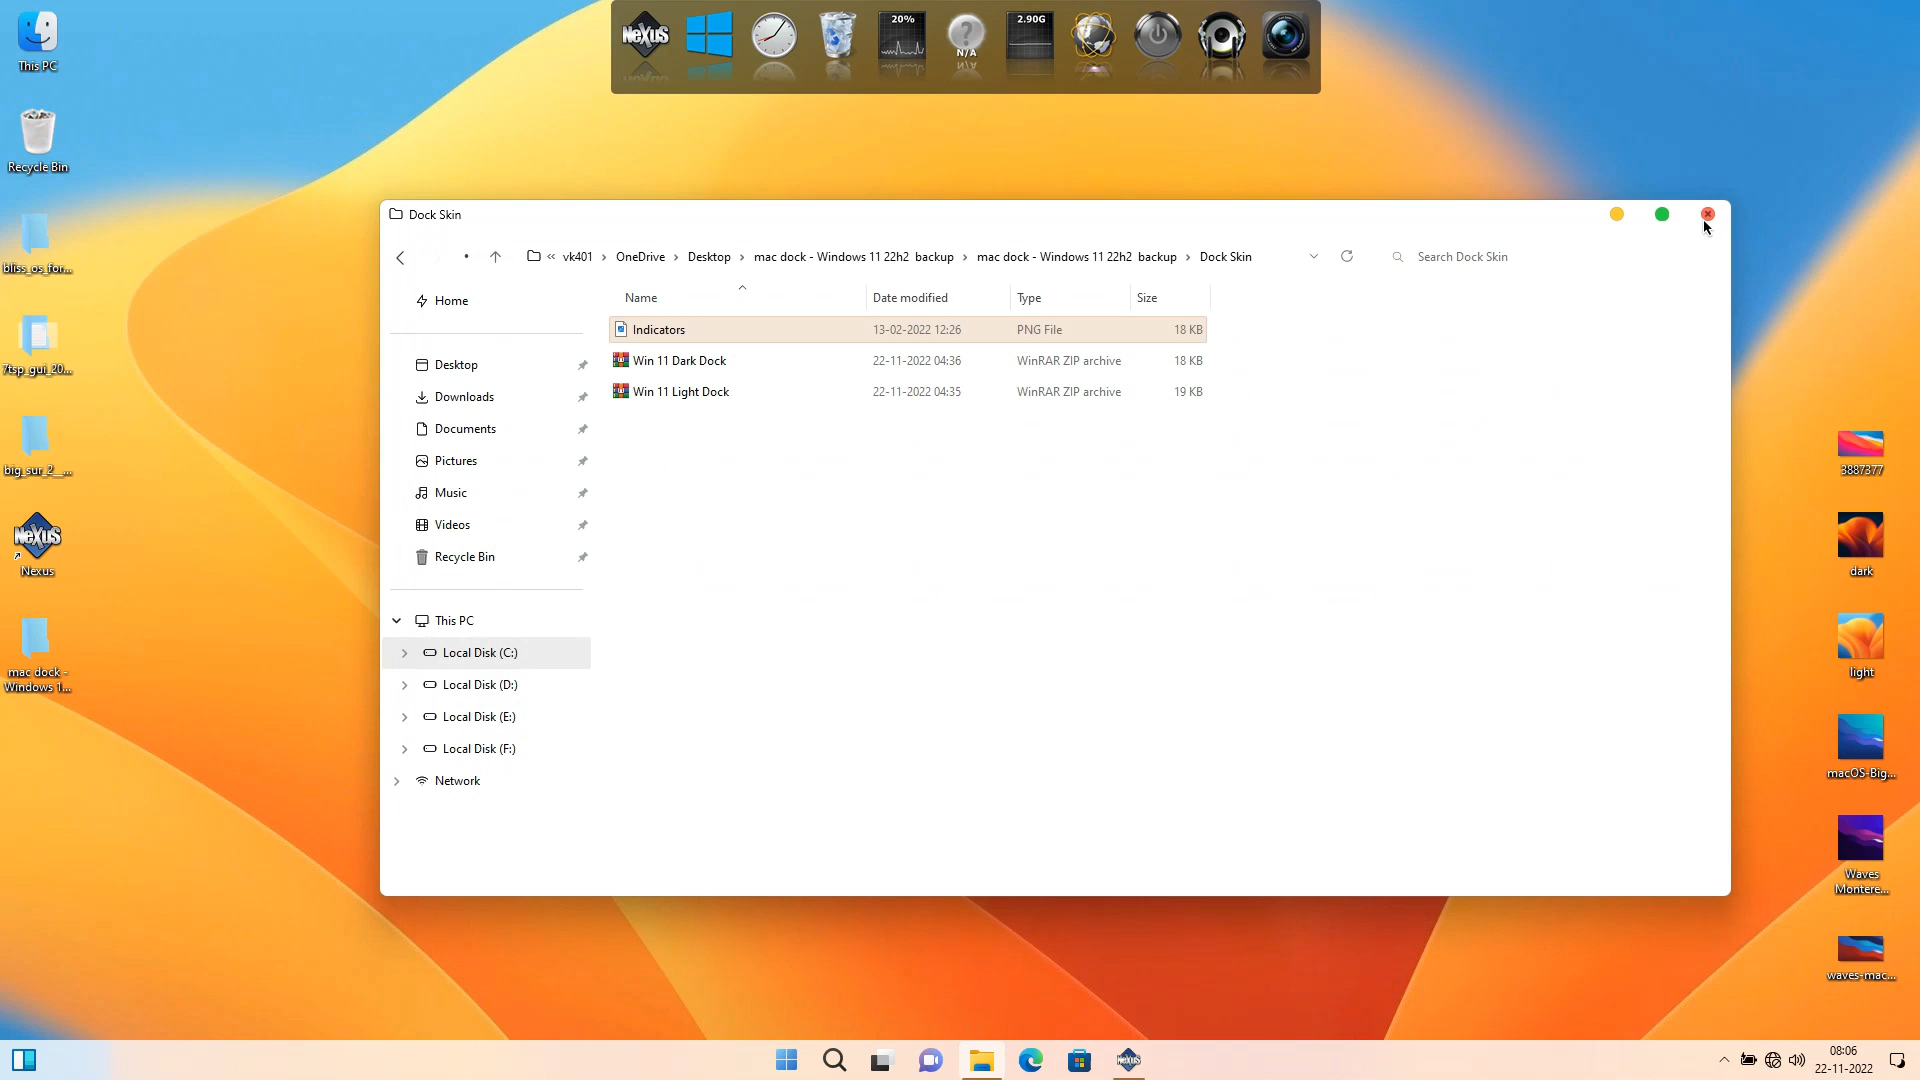 NeXuS
20%
N/A
2.90G
This PC
Recycle Bin
bliss_os_for...
7tsp_gui_20...
big_sur_2__...
NeXuS
Nexus
mac dock -
Windows 1...
Dock Skin
vk401 › OneDrive › Desktop › mac dock - Windows 11 22h2 backup › mac dock - Windows 11 22h2 backup › Dock Skin
Search Dock Skin
Name Date modified Type Size
Indicators 13-02-2022 12:26 PNG File 18 KB
Win 11 Dark Dock 22-11-2022 04:36 WinRAR ZIP archive 18 KB
Win 11 Light Dock 22-11-2022 04:35 WinRAR ZIP archive 19 KB
Home
Desktop
Downloads
Documents
Pictures
Music
Videos
Recycle Bin
This PC
Local Disk (C:)
Local Disk (D:)
Local Disk (E:)
Local Disk (F:)
Network
3887377
dark
light
macOS-Big...
Waves
Montere...
waves-mac...
NeXuS
08:06
22-11-2022